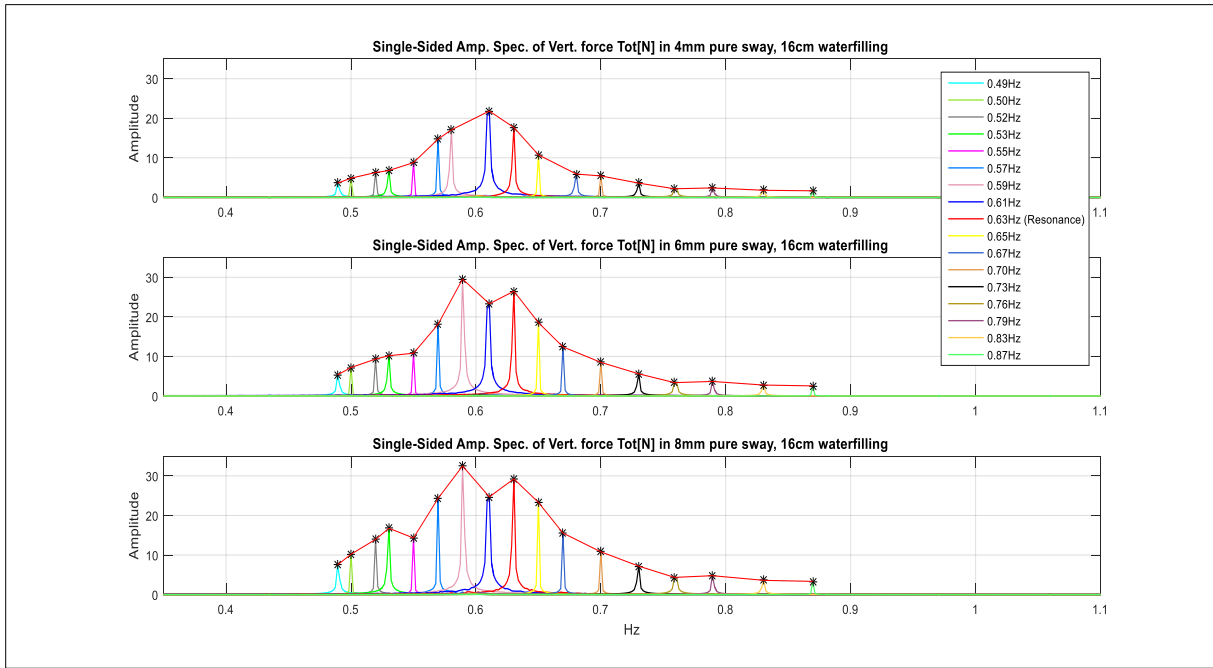 Single-Sided Amp. Spec. of Vert. force Tot[N] in 4mm pure sway, 16cm waterfilling
Amplitude
30
20
10
0
0.4 0.5 0.6 0.7 0.8 0.9 1 1.1
0.49Hz
0.50Hz
0.52Hz
0.53Hz
0.55Hz
0.57Hz
0.59Hz
0.61Hz
0.63Hz (Resonance)
0.65Hz
0.67Hz
0.70Hz
0.73Hz
0.76Hz
0.79Hz
0.83Hz
0.87Hz
Single-Sided Amp. Spec. of Vert. force Tot[N] in 6mm pure sway, 16cm waterfilling
Amplitude
30
20
10
0
0.4 0.5 0.6 0.7 0.8 0.9 1 1.1
Single-Sided Amp. Spec. of Vert. force Tot[N] in 8mm pure sway, 16cm waterfilling
Amplitude
30
20
10
0
0.4 0.5 0.6 0.7 0.8 0.9 1 1.1
Hz